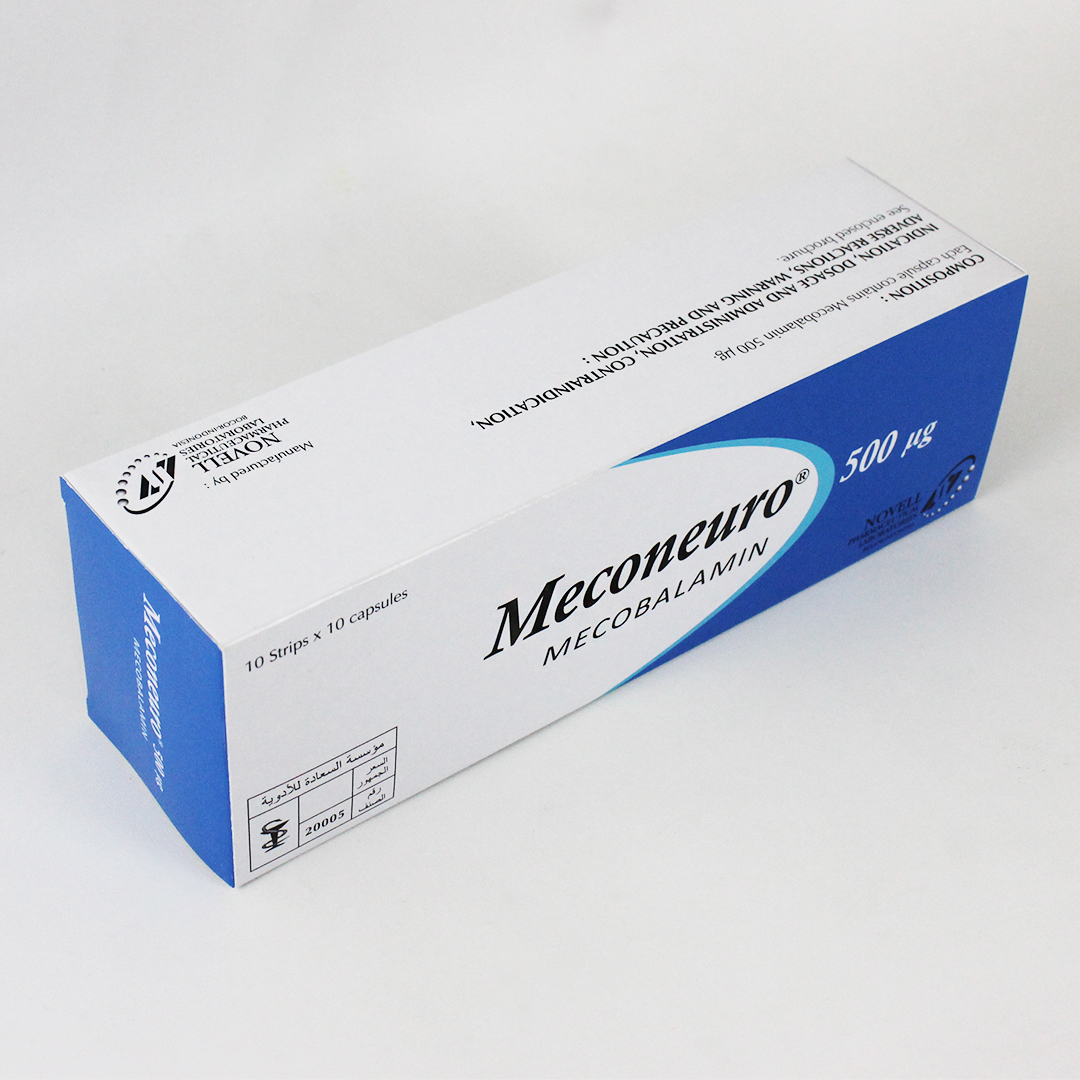 Meconeuro®
MECOBALAMIN
500 µg
NOVELL
PHARMACEUTICAL
LABORATORIES
10 Strips x 10 capsules
مؤسسة السعادة للأدوية
السعر
الجمهور
رقم
الصنف
20005
COMPOSITION :
Each capsule contains Mecobalamin 500 µg.
INDICATION, DOSAGE AND ADMINISTRATION, CONTRAINDICATION,
ADVERSE REACTIONS, WARNING AND PRECAUTION :
See enclosed brochure.
Manufactured by :
NOVELL
PHARMACEUTICAL
LABORATORIES
BOGOR-INDONESIA
Meconeuro® 500 µg
MECOBALAMIN